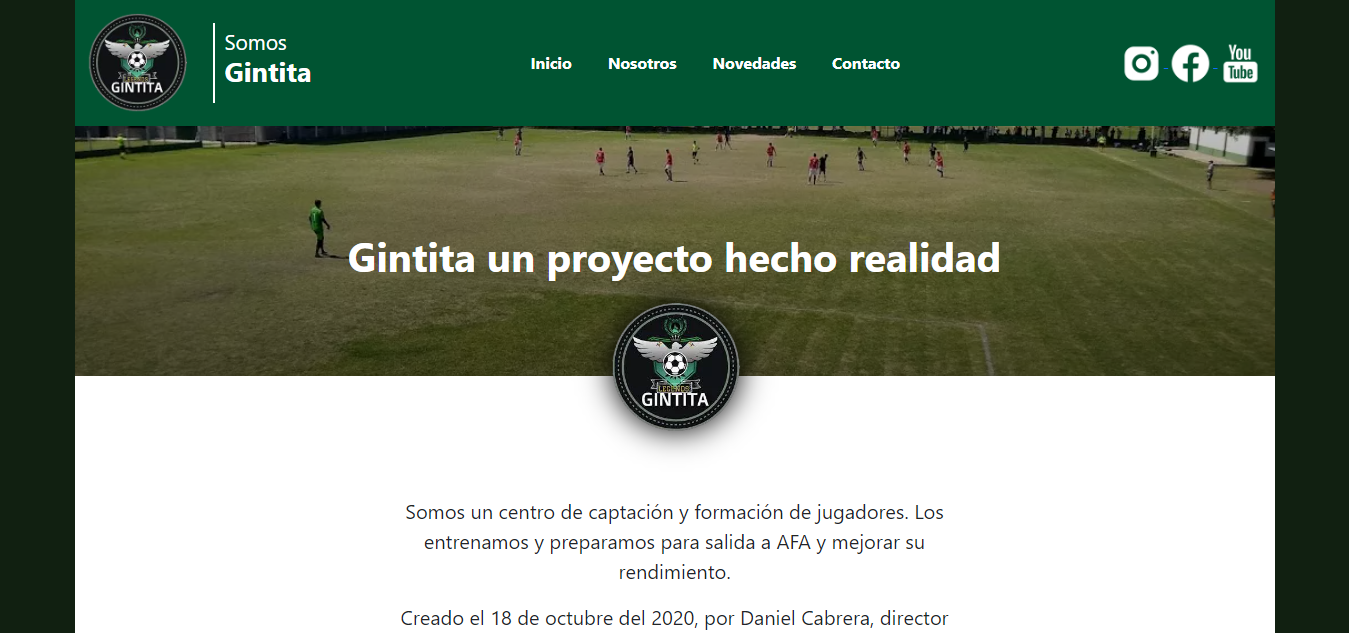 GINTITA
Somos
Gintita
Inicio
Nosotros
Novedades
Contacto
You
Tube
Gintita un proyecto hecho realidad
LEGENDS
GINTITA
Somos un centro de captación y formación de jugadores. Los
entrenamos y preparamos para salida a AFA y mejorar su
rendimiento.
Creado el 18 de octubre del 2020, por Daniel Cabrera, director